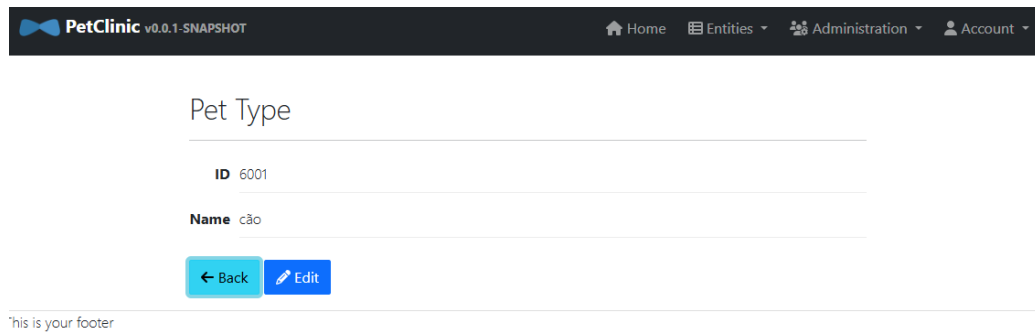 PetClinic v0.0.1-SNAPSHOT Home Entities Administration Account
Pet Type
ID 6001
Name cão
Back Edit
This is your footer